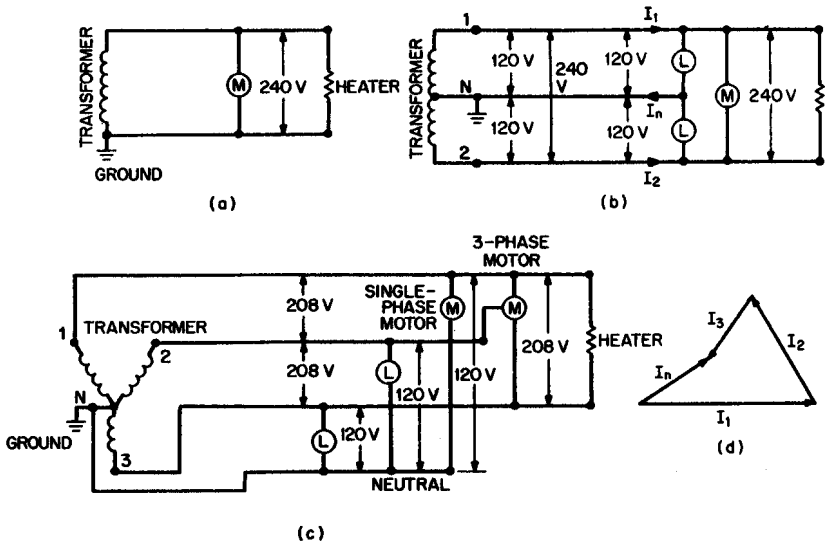 TRANSFORMER
M
240 V
HEATER
GROUND
(a)
1
I1
TRANSFORMER
120 V
240
V
120 V
L
N
In
M
240 V
120 V
120 V
L
2
I2
(b)
3-PHASE
MOTOR
208 V
SINGLE-
PHASE
MOTOR
M
M
1
TRANSFORMER
2
208 V
L
120 V
120 V
208 V
HEATER
N
GROUND
3
L
120 V
NEUTRAL
(c)
I3
I2
In
I1
(d)